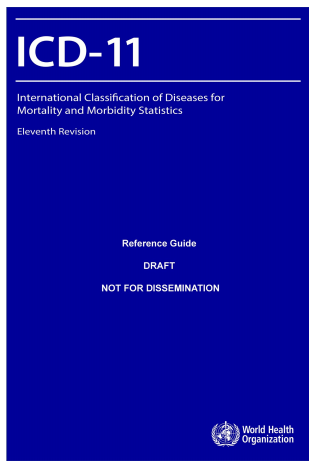 ICD-11
International Classification of Diseases for
Mortality and Morbidity Statistics
Eleventh Revision
Reference Guide
DRAFT
NOT FOR DISSEMINATION
World Health
Organization